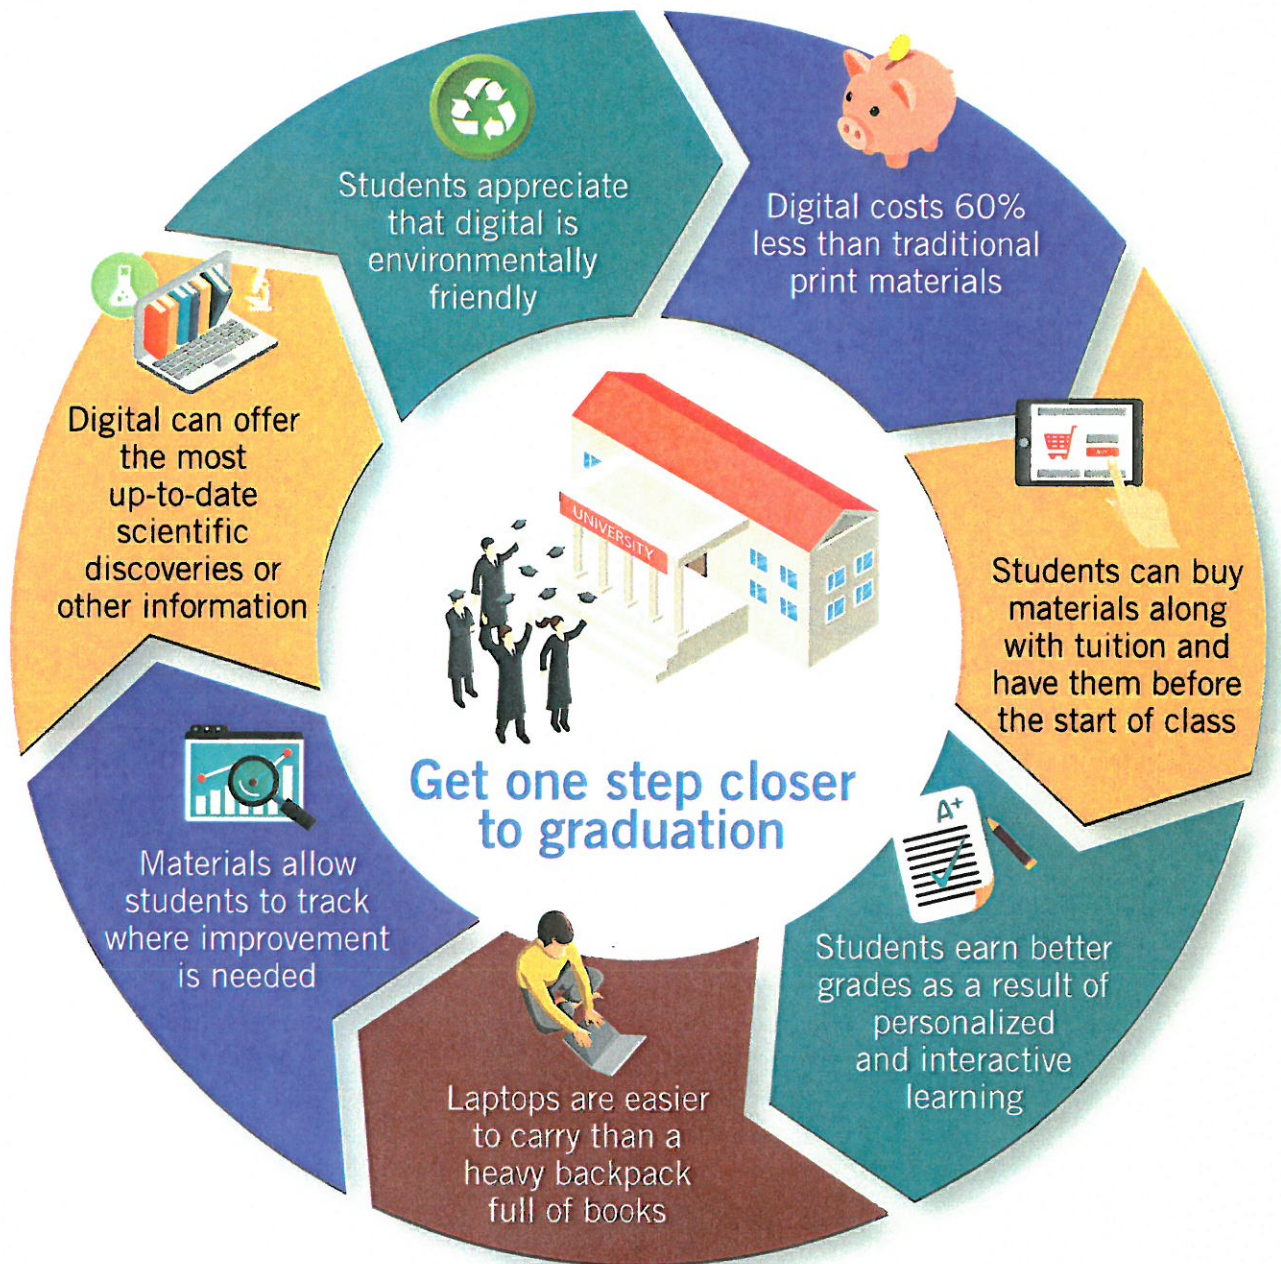 Students appreciate
that digital is
environmentally
friendly
Digital costs 60%
less than traditional
print materials
Students can buy
materials along
with tuition and
have them before
the start of class
A+
Students earn better
grades as a result of
personalized
and interactive
learning
Laptops are easier
to carry than a
heavy backpack
full of books
Materials allow
students to track
where improvement
is needed
Digital can offer
the most
up-to-date
scientific
discoveries or
other information
UNIVERSITY
Get one step closer
to graduation